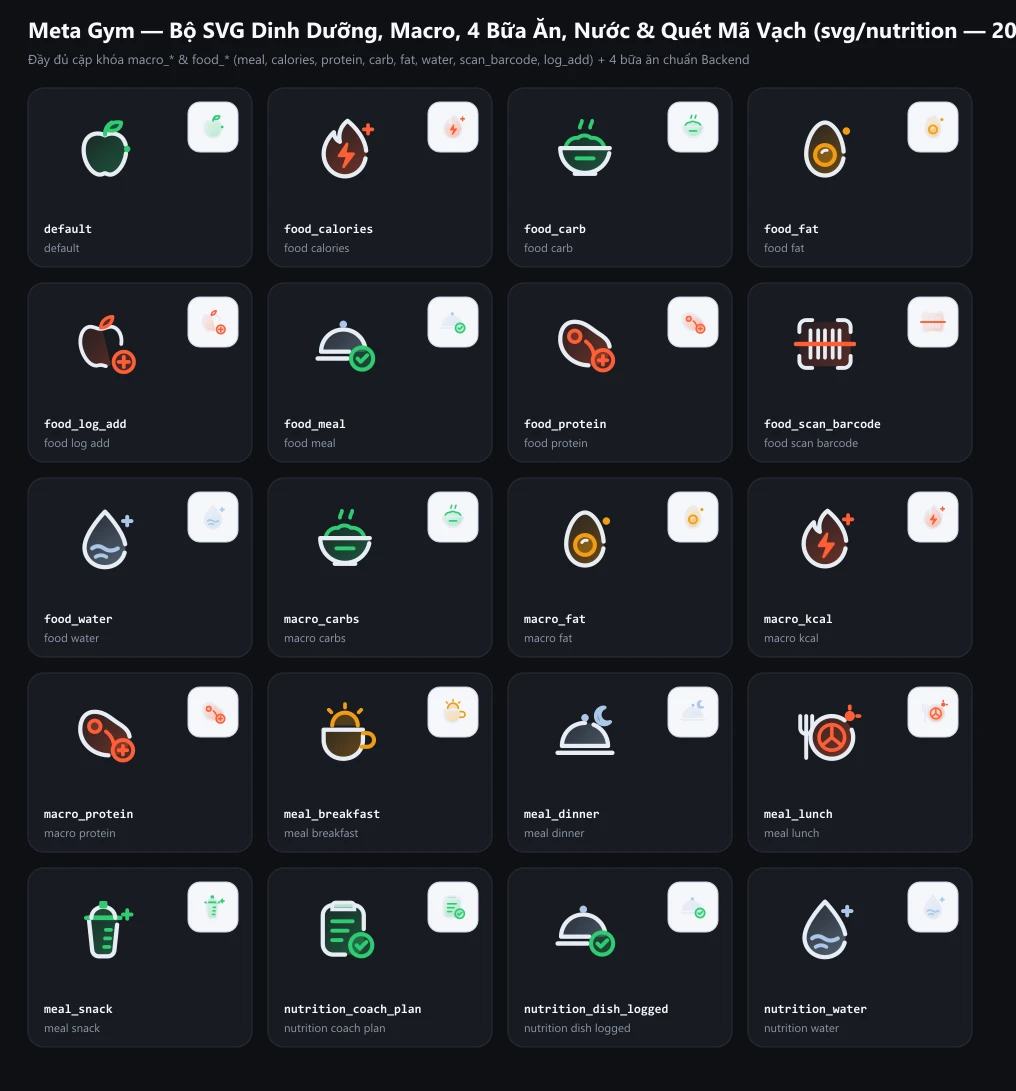 Meta Gym — Bộ SVG Dinh Dưỡng, Macro, 4 Bữa Ăn, Nước & Quét Mã Vạch (svg/nutrition — 20
Đầy đủ cặp khóa macro_* & food_* (meal, calories, protein, carb, fat, water, scan_barcode, log_add) + 4 bữa ăn chuẩn Backend
default
default
food_calories
food calories
food_carb
food carb
food_fat
food fat
food_log_add
food log add
food_meal
food meal
food_protein
food protein
food_scan_barcode
food scan barcode
food_water
food water
macro_carbs
macro carbs
macro_fat
macro fat
macro_kcal
macro kcal
macro_protein
macro protein
meal_breakfast
meal breakfast
meal_dinner
meal dinner
meal_lunch
meal lunch
meal_snack
meal snack
nutrition_coach_plan
nutrition coach plan
nutrition_dish_logged
nutrition dish logged
nutrition_water
nutrition water